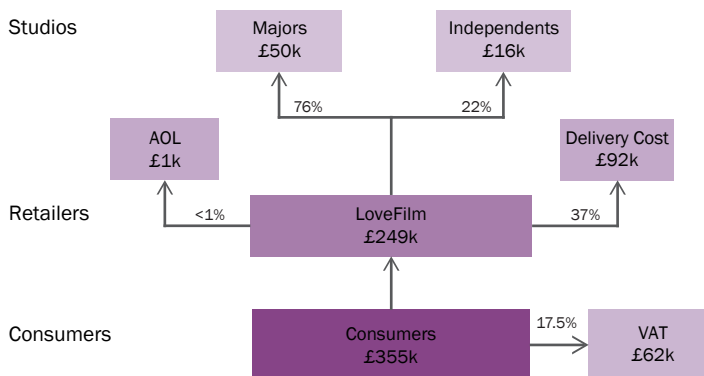 Studios
Majors
£50k
Independents
£16k
76%
22%
AOL
£1k
Delivery Cost
£92k
Retailers
<1%
LoveFilm
£249k
37%
Consumers
Consumers
£355k
17.5%
VAT
£62k